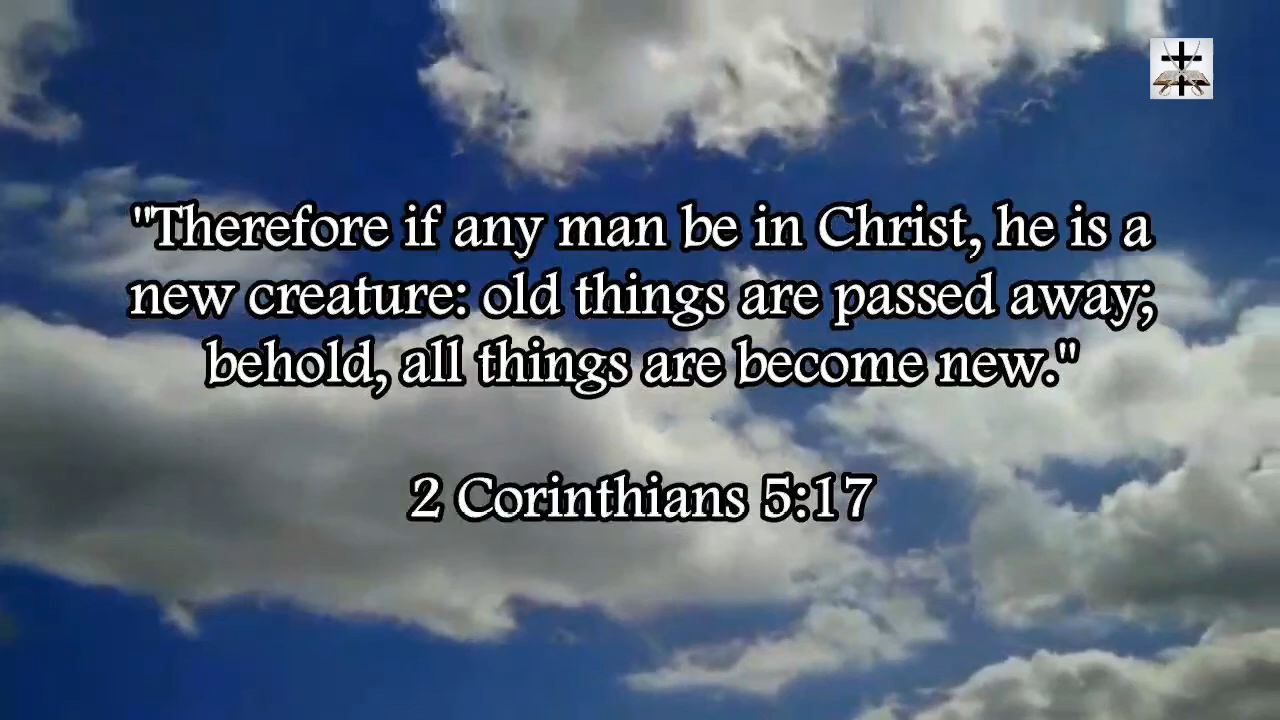 "Therefore if any man be in Christ, he is a
new creature: old things are passed away;
behold, all things are become new."
2 Corinthians 5:17